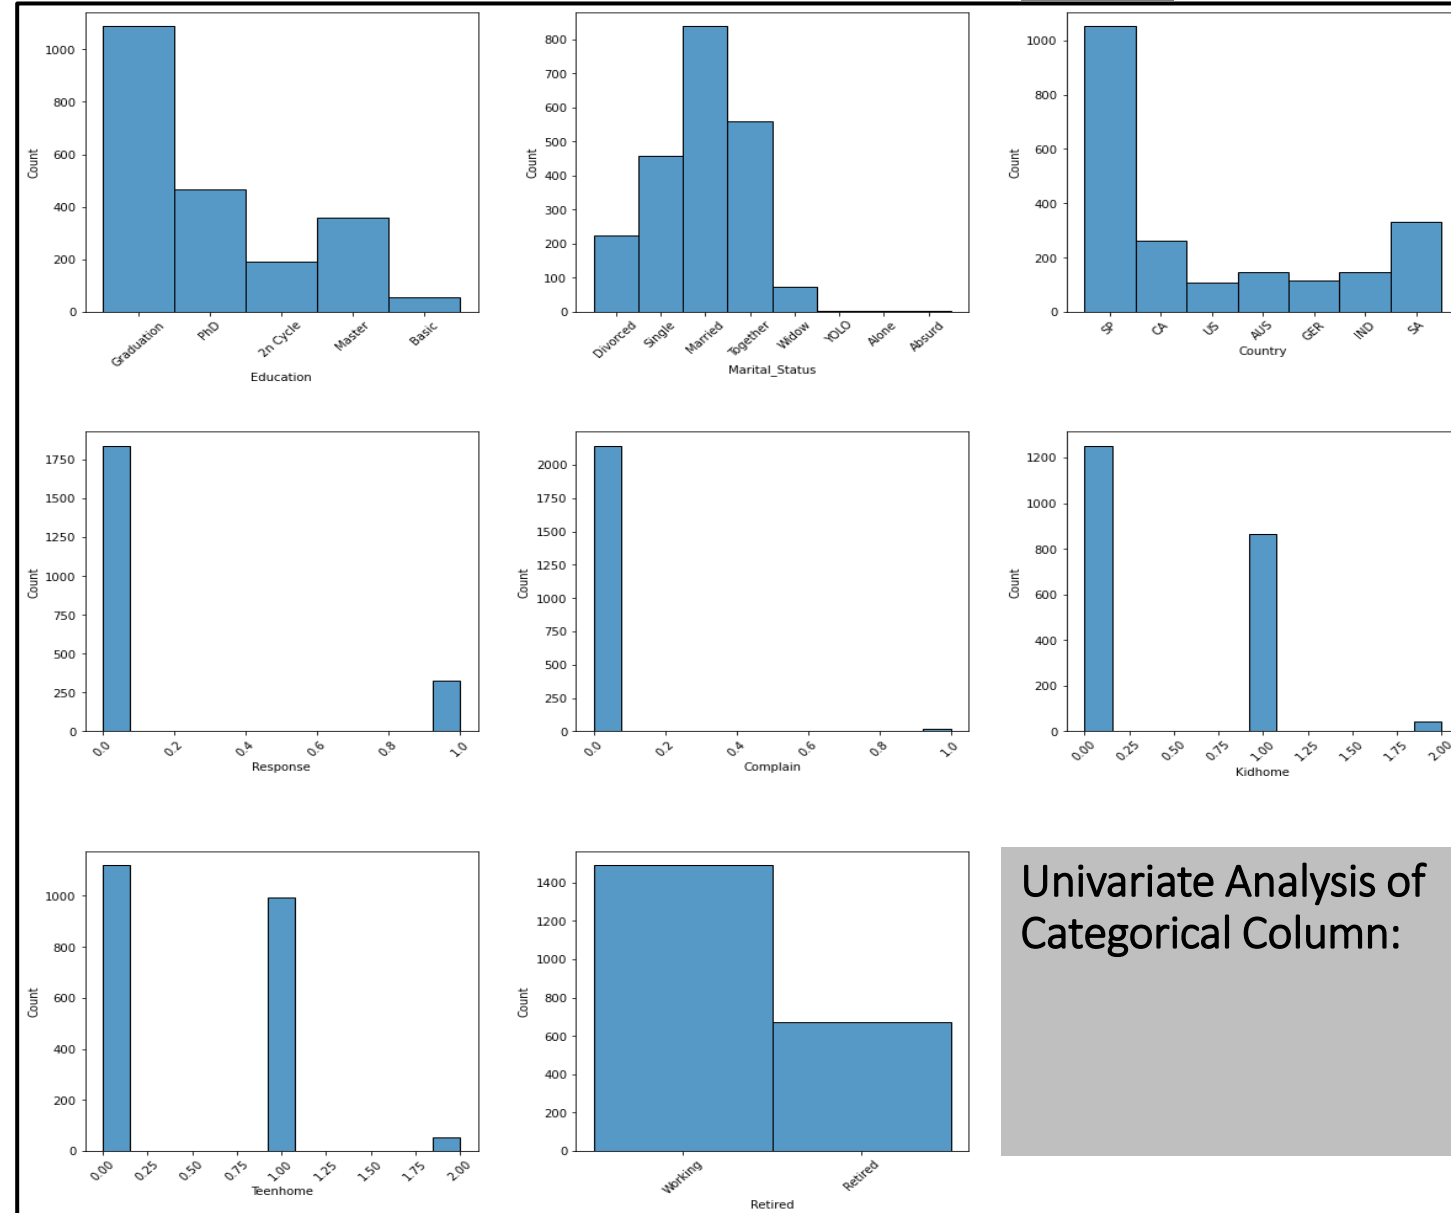 1000
800
600
400
200
0
Count
Graduation
PhD
2n Cycle
Master
Basic
Education
800
700
600
500
400
300
200
100
0
Count
Divorced
Single
Married
Together
Widow
YOLO
Alone
Absurd
Marital_Status
1000
800
600
400
200
0
Count
SP
CA
US
AUS
GER
IND
SA
Country
1750
1500
1250
1000
750
500
250
0
Count
0.0
0.2
0.4
0.6
0.8
1.0
Response
2000
1750
1500
1250
1000
750
500
250
0
Count
0.0
0.2
0.4
0.6
0.8
1.0
Complain
1200
1000
800
600
400
200
0
Count
0.00
0.25
0.50
0.75
1.00
1.25
1.50
1.75
2.00
Kidhome
1000
800
600
400
200
0
Count
0.00
0.25
0.50
0.75
1.00
1.25
1.50
1.75
2.00
Teenhome
1400
1200
1000
800
600
400
200
0
Count
Working
Retired
Retired
Univariate Analysis of
Categorical Column: